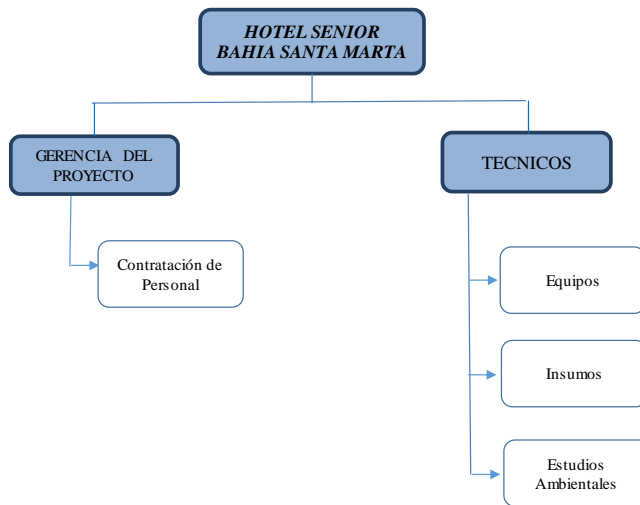 HOTEL SENIOR
BAHIA SANTA MARTA
GERENCIA DEL
PROYECTO
TECNICOS
Contratación de
Personal
Equipos
Insumos
Estudios
Ambientales